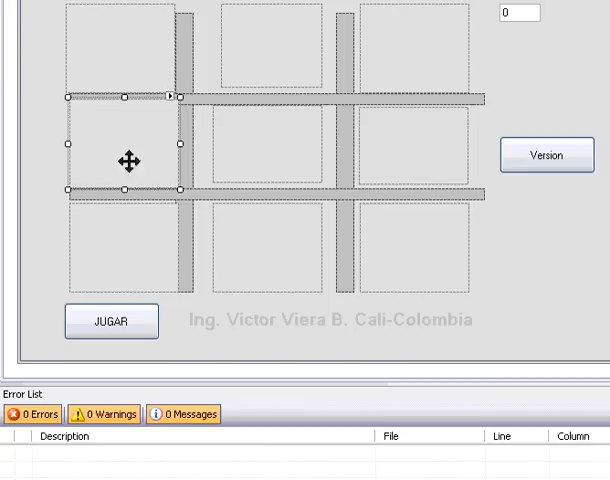 0
Version
JUGAR
Ing. Victor Viera B. Cali-Colombia
Error List
0 Errors
0 Warnings
0 Messages
Description
File
Line
Column